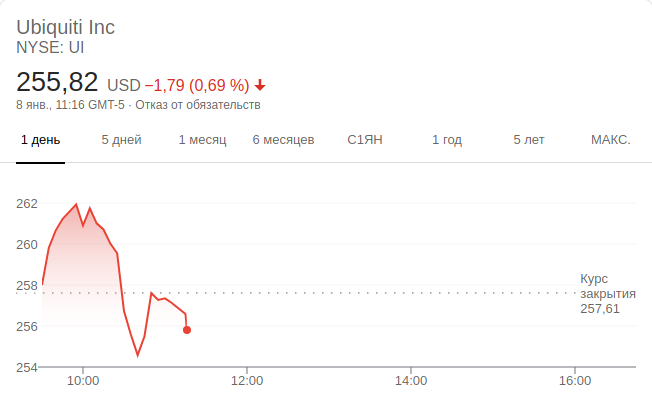 Ubiquiti Inc
NYSE: UI
255,82 USD −1,79 (0,69 %)
8 янв., 11:16 GMT-5 · Отказ от обязательств
1 день 5 дней 1 месяц 6 месяцев С1ЯН 1 год 5 лет МАКС.
262
260
258
256
254
Курс
закрытия
257,61
10:00 12:00 14:00 16:00